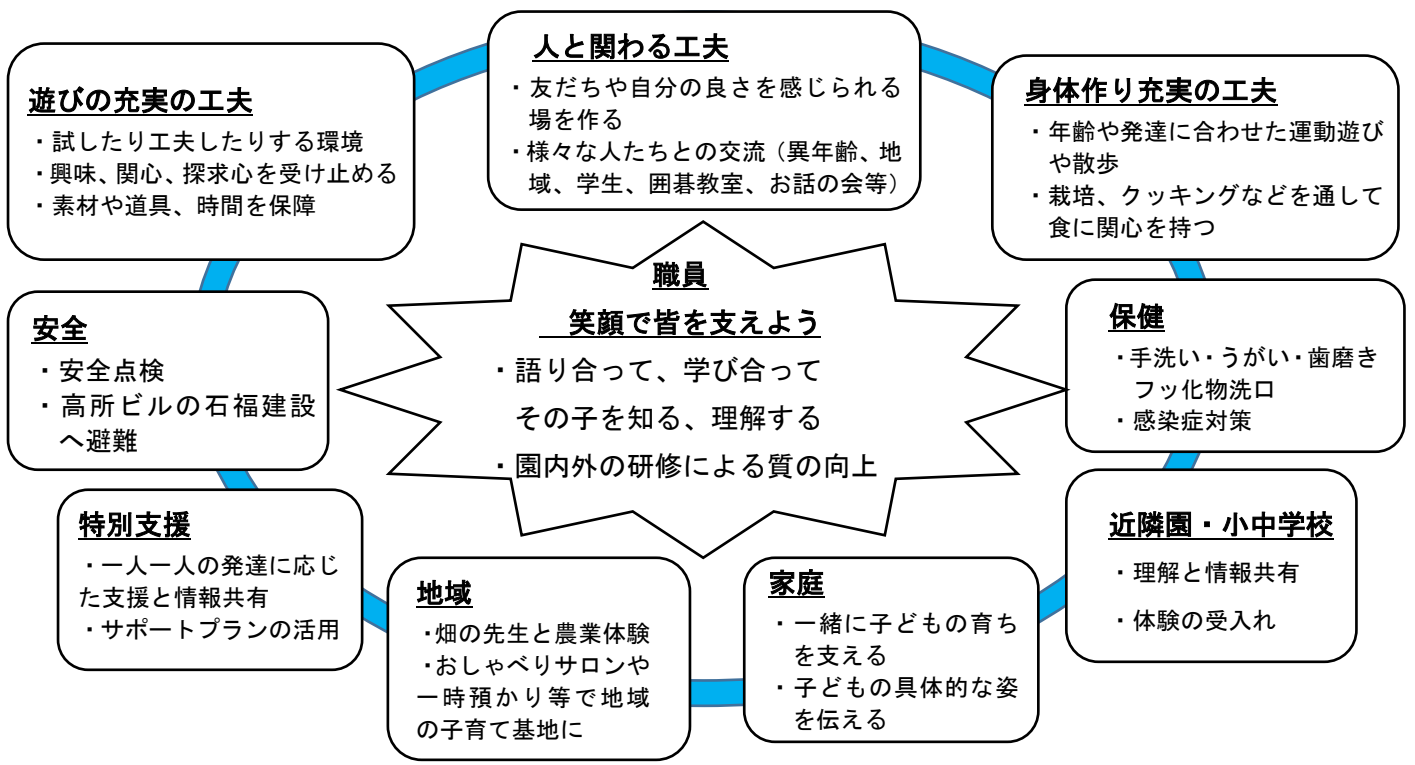 人と関わる工夫
・友だちや自分の良さを感じられる
場を作る
・様々な人たちとの交流（異年齢、地
域、学生、囲碁教室、お話の会等）
遊びの充実の工夫
・試したり工夫したりする環境
・興味、関心、探求心を受け止める
・素材や道具、時間を保障
身体作り充実の工夫
・年齢や発達に合わせた運動遊び
や散歩
・栽培、クッキングなどを通して
食に関心を持つ
職員
笑顔で皆を支えよう
・語り合って、学び合って
その子を知る、理解する
・園内外の研修による質の向上
安全
・安全点検
・高所ビルの石福建設
へ避難
保健
・手洗い・うがい・歯磨き
フッ化物洗口
・感染症対策
特別支援
・一人一人の発達に応じ
た支援と情報共有
・サポートプランの活用
地域
・畑の先生と農業体験
・おしゃべりサロンや
一時預かり等で地域
の子育て基地に
家庭
・一緒に子どもの育ち
を支える
・子どもの具体的な姿
を伝える
近隣園・小中学校
・理解と情報共有
・体験の受入れ